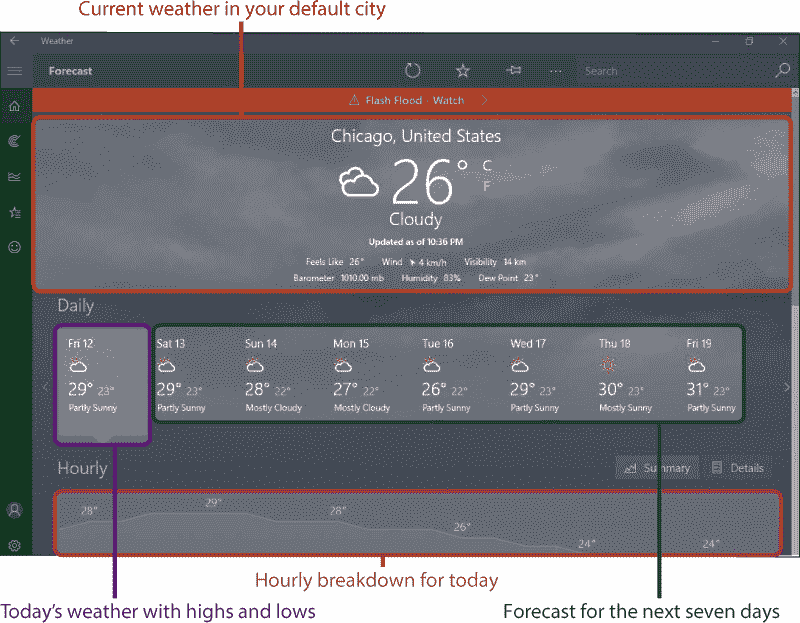 Current weather in your default city
Weather
Forecast
Search
Flash Flood - Watch
Chicago, United States
26° C
F
Cloudy
Updated as of 10:36 PM
Feels Like 26° Wind 4 km/h Visibility 14 km
Barometer 1010.00 mb Humidity 83% Dew Point 23°
Daily
Fri 12 Sat 13 Sun 14 Mon 15 Tue 16 Wed 17 Thu 18 Fri 19
29° 23° 29° 23° 28° 22° 27° 22° 26° 22° 29° 23° 30° 23° 31° 23°
Partly Sunny Partly Sunny Mostly Cloudy Mostly Cloudy Partly Sunny Partly Sunny Mostly Sunny Partly Sunny
Hourly
Summary Details
28° 29° 28° 26° 24° 24°
Hourly breakdown for today
Today's weather with highs and lows
Forecast for the next seven days